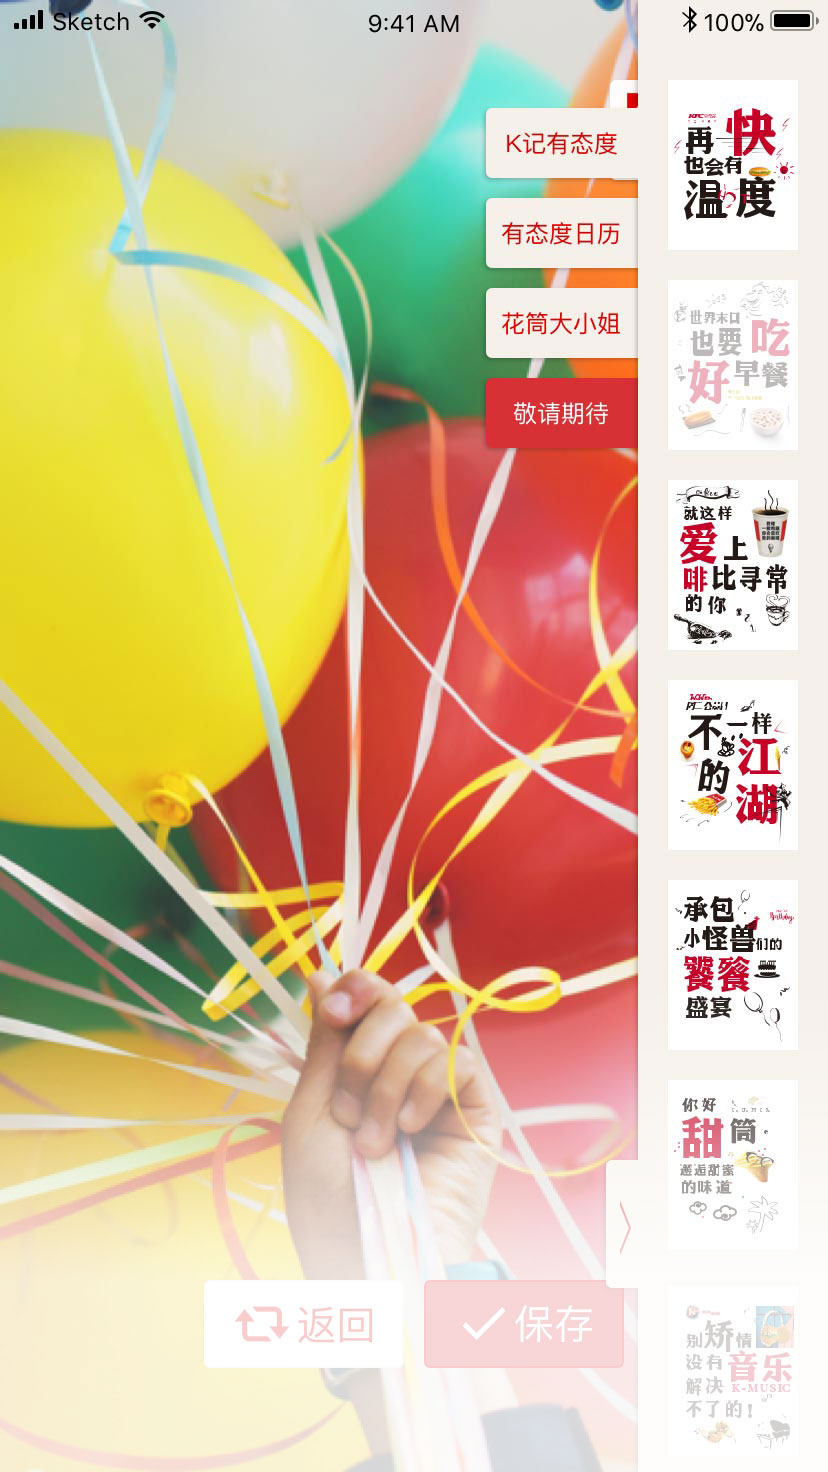 Sketch
9:41 AM
100%
K记有态度
有态度日历
花筒大小姐
敬请期待
再快
也会有
温度
世界末日
也要吃
好早餐
就这样
爱上
啡比寻常
的你
不一样
的江
湖
承包
小怪兽们的
饕餮
盛宴
Birthday
你好
甜筒
邂逅甜蜜
的味道
返回
保存
别矫情
没有音乐
K-MUSIC
解决
不了的!